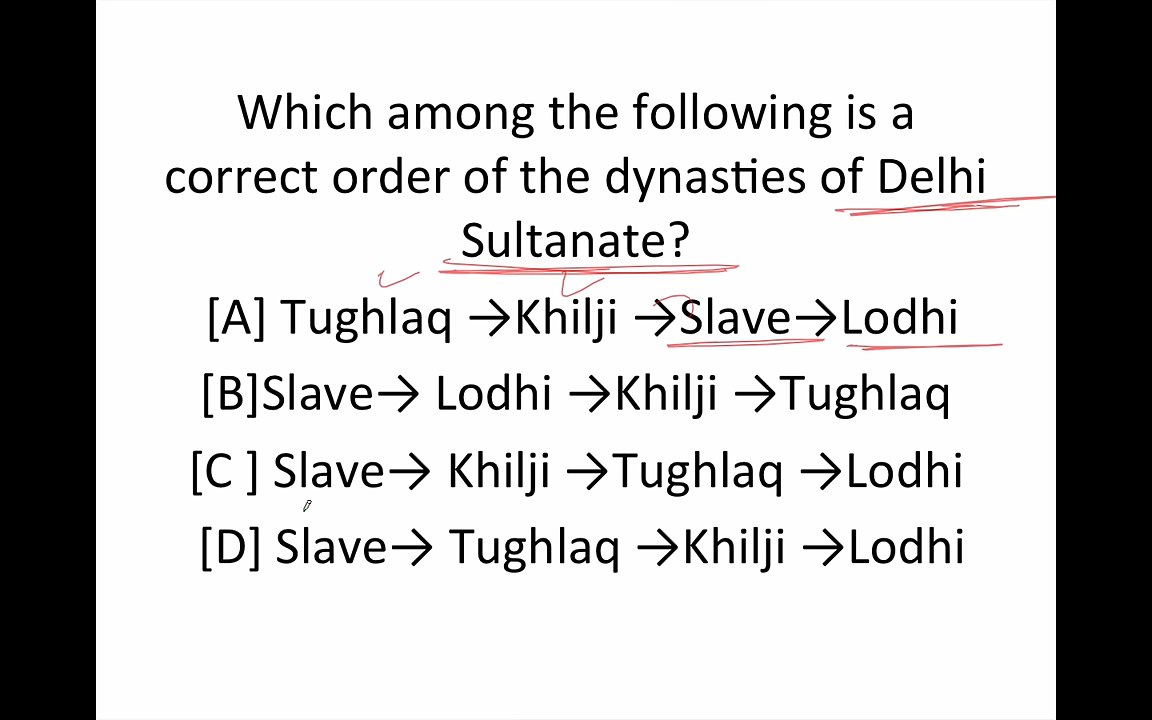 Which among the following is a
correct order of the dynasties of Delhi
Sultanate?
[A] Tughlaq →Khilji →Slave→Lodhi
[B]Slave→ Lodhi →Khilji →Tughlaq
[C ] Slave→ Khilji →Tughlaq →Lodhi
[D] Slave→ Tughlaq →Khilji →Lodhi